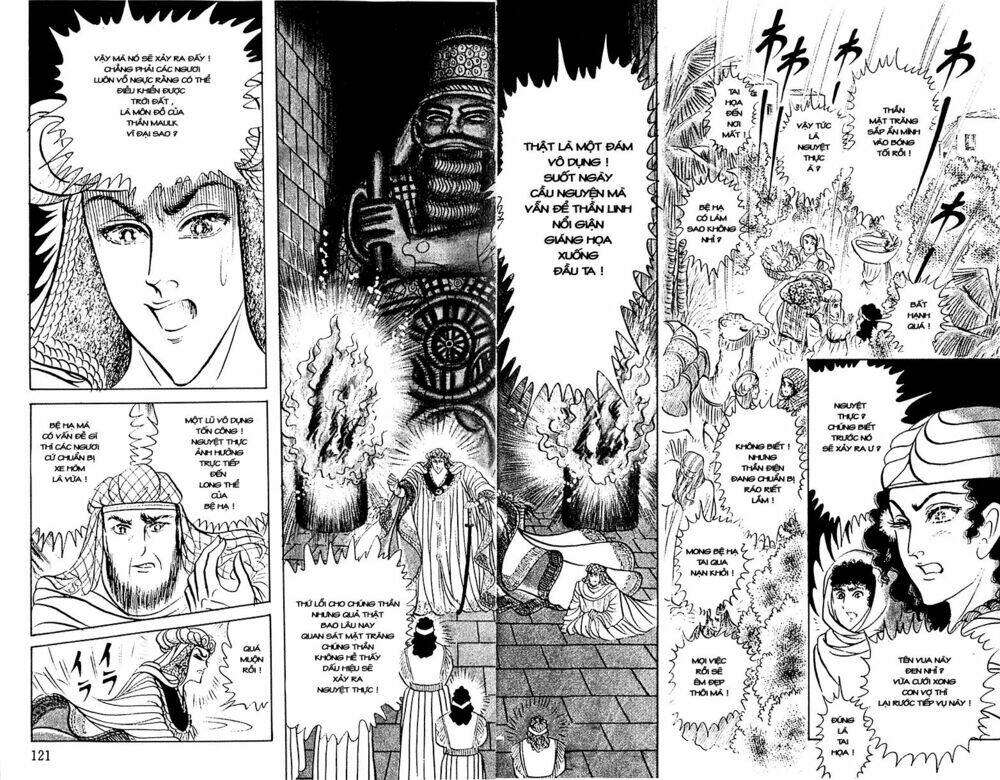 わ
わ
わ
わ
わ
THẦN
MẶT TRĂNG
SẮP ẨN MÌNH
VÀO BÓNG
TỐI RỒI !
VẬY TỨC
LÀ
NGUYỆT
THỰC
Á ?
TAI
HỌA
ĐẾN
NƠI
MẤT !
BỆ HẠ
CÓ LÀM
SAO KHÔNG
NHỈ ?
BẤT
HẠNH
QUÁ !
NGUYỆT
THỰC ?
CHÚNG BIẾT
TRƯỚC NÓ
SẼ XẢY RA Ư ?
KHÔNG BIẾT !
NHƯNG
THẦN ĐIỆN
ĐANG CHUẨN BỊ
RÁO RIẾT
LẮM !
MONG BỆ HẠ
TAI QUA
NẠN KHỎI !
MỌI VIỆC
RỒI SẼ
ÊM ĐẸP
THÔI MÀ !
TÊN VUA NÀY
ĐEN NHỈ ?
VỪA CƯỚI XONG
CON VỢ THÌ
LẠI RƯỚC TIẾP VỤ NÀY !
ĐÚNG
LÀ
TAI
HỌA !
THẬT LÀ MỘT ĐÁM
VÔ DỤNG !
SUỐT NGÀY
CẦU NGUYỆN MÀ
VẪN ĐỂ THẦN LINH
NỔI GIẬN
GIÁNG HỌA
XUỐNG
ĐẦU TA !
THỨ LỖI CHO CHÚNG THẦN
NHƯNG QUẢ THẬT
BAO LÂU NAY
QUAN SÁT MẶT TRĂNG
CHÚNG THẦN
KHÔNG HỀ THẤY
DẤU HIỆU SẼ
XẢY RA
NGUYỆT THỰC !
VẬY MÀ NÓ SẼ XẢY RA ĐẤY !
CHẲNG PHẢI CÁC NGƯƠI
LUÔN VỖ NGỰC RẰNG CÓ THỂ
ĐIỀU KHIỂN ĐƯỢC
TRỜI ĐẤT ,
LÀ MÔN ĐỒ CỦA
THẦN MAULK
VĨ ĐẠI SAO ?
MỘT LŨ VÔ DỤNG
TỐN CÔNG !
NGUYỆT THỰC
ẢNH HƯỞNG
TRỰC TIẾP
ĐẾN
LONG THỂ
CỦA
BỆ HẠ !
BỆ HẠ MÀ
CÓ VẤN ĐỀ GÌ
THÌ CÁC NGƯƠI
CỨ CHUẨN BỊ
XE HÒM
LÀ VỪA !
QUÁ
MUỘN
RỒI !
イライラ
121